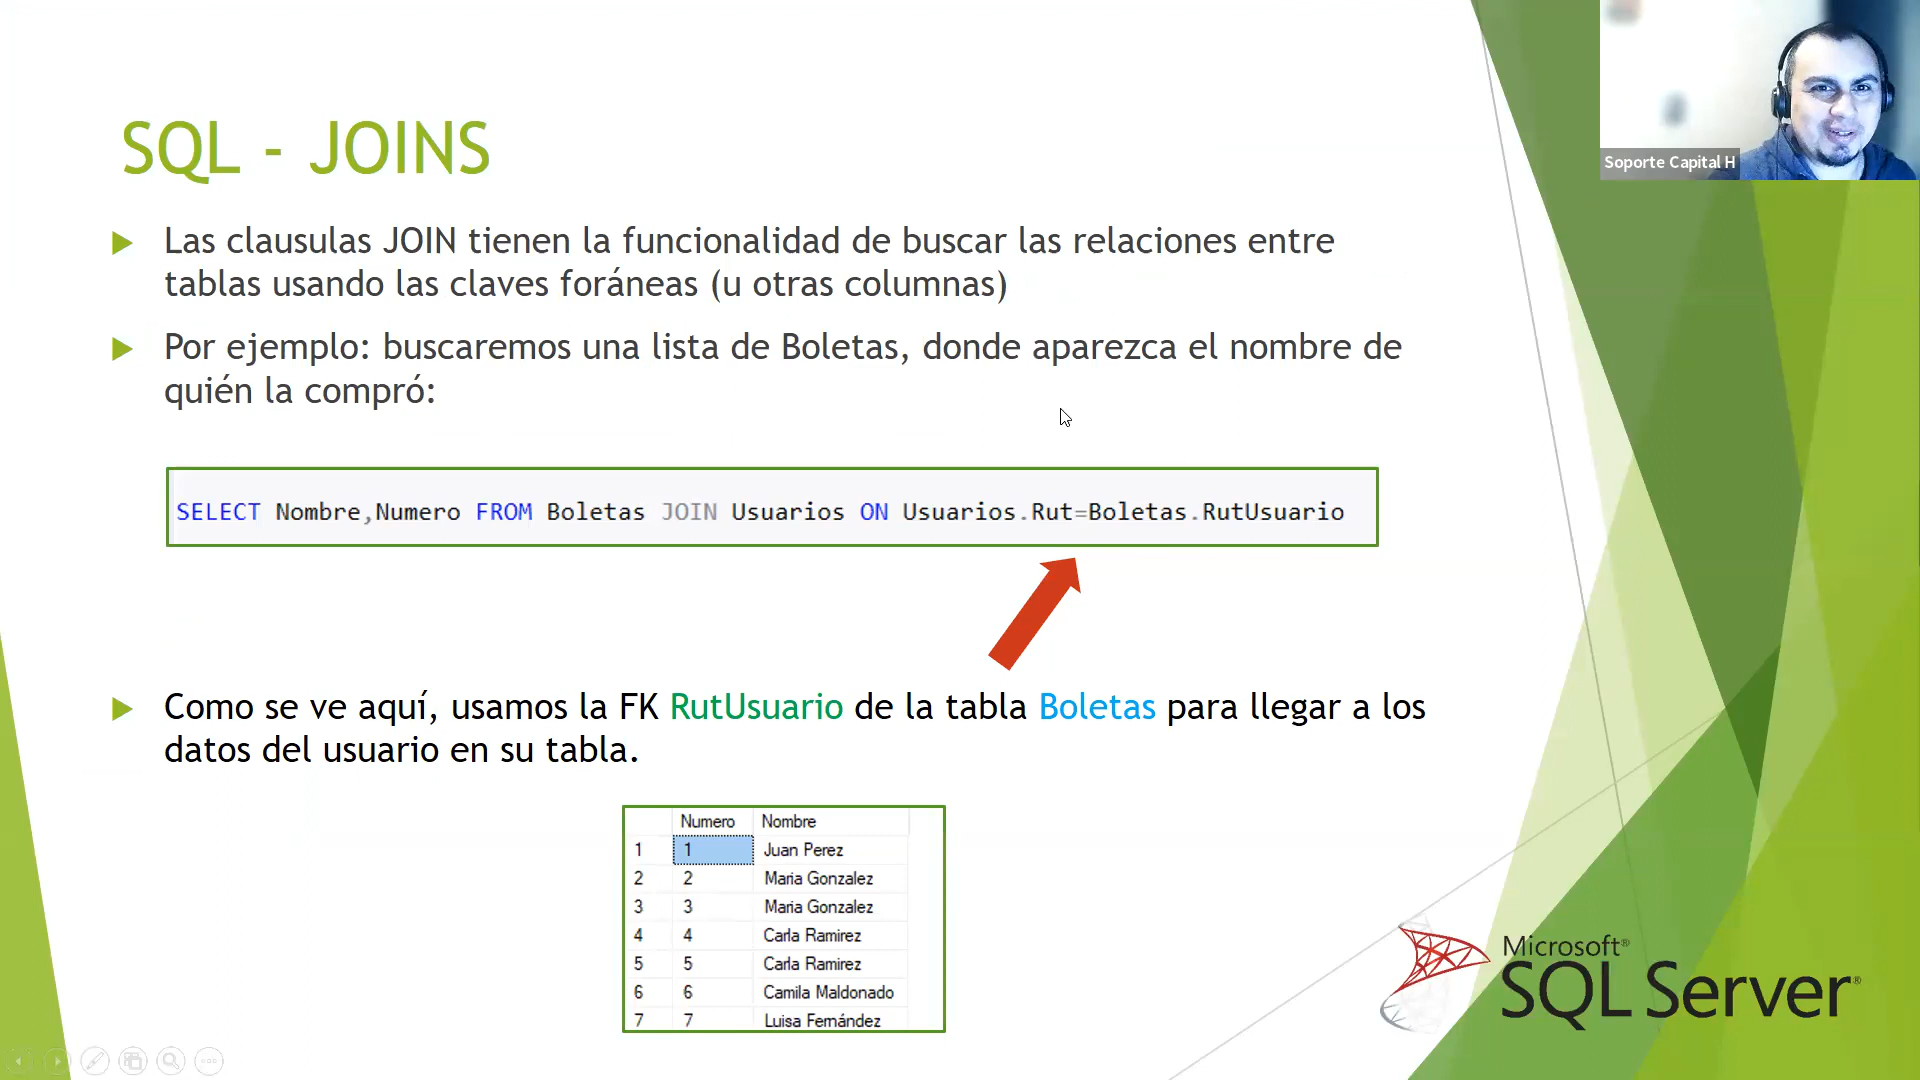 SQL - JOINS
Las clausulas JOIN tienen la funcionalidad de buscar las relaciones entre
tablas usando las claves foráneas (u otras columnas)
Por ejemplo: buscaremos una lista de Boletas, donde aparezca el nombre de
quién la compró:
SELECT Nombre,Numero FROM Boletas JOIN Usuarios ON Usuarios.Rut=Boletas.RutUsuario
Como se ve aquí, usamos la FK RutUsuario de la tabla Boletas para llegar a los
datos del usuario en su tabla.
Numero Nombre
1 1 Juan Perez
2 2 Maria Gonzalez
3 3 Maria Gonzalez
4 4 Carla Ramirez
5 5 Carla Ramirez
6 6 Camila Maldonado
7 7 Luisa Fernández
Soporte Capital H
Microsoft®
SQL Server®